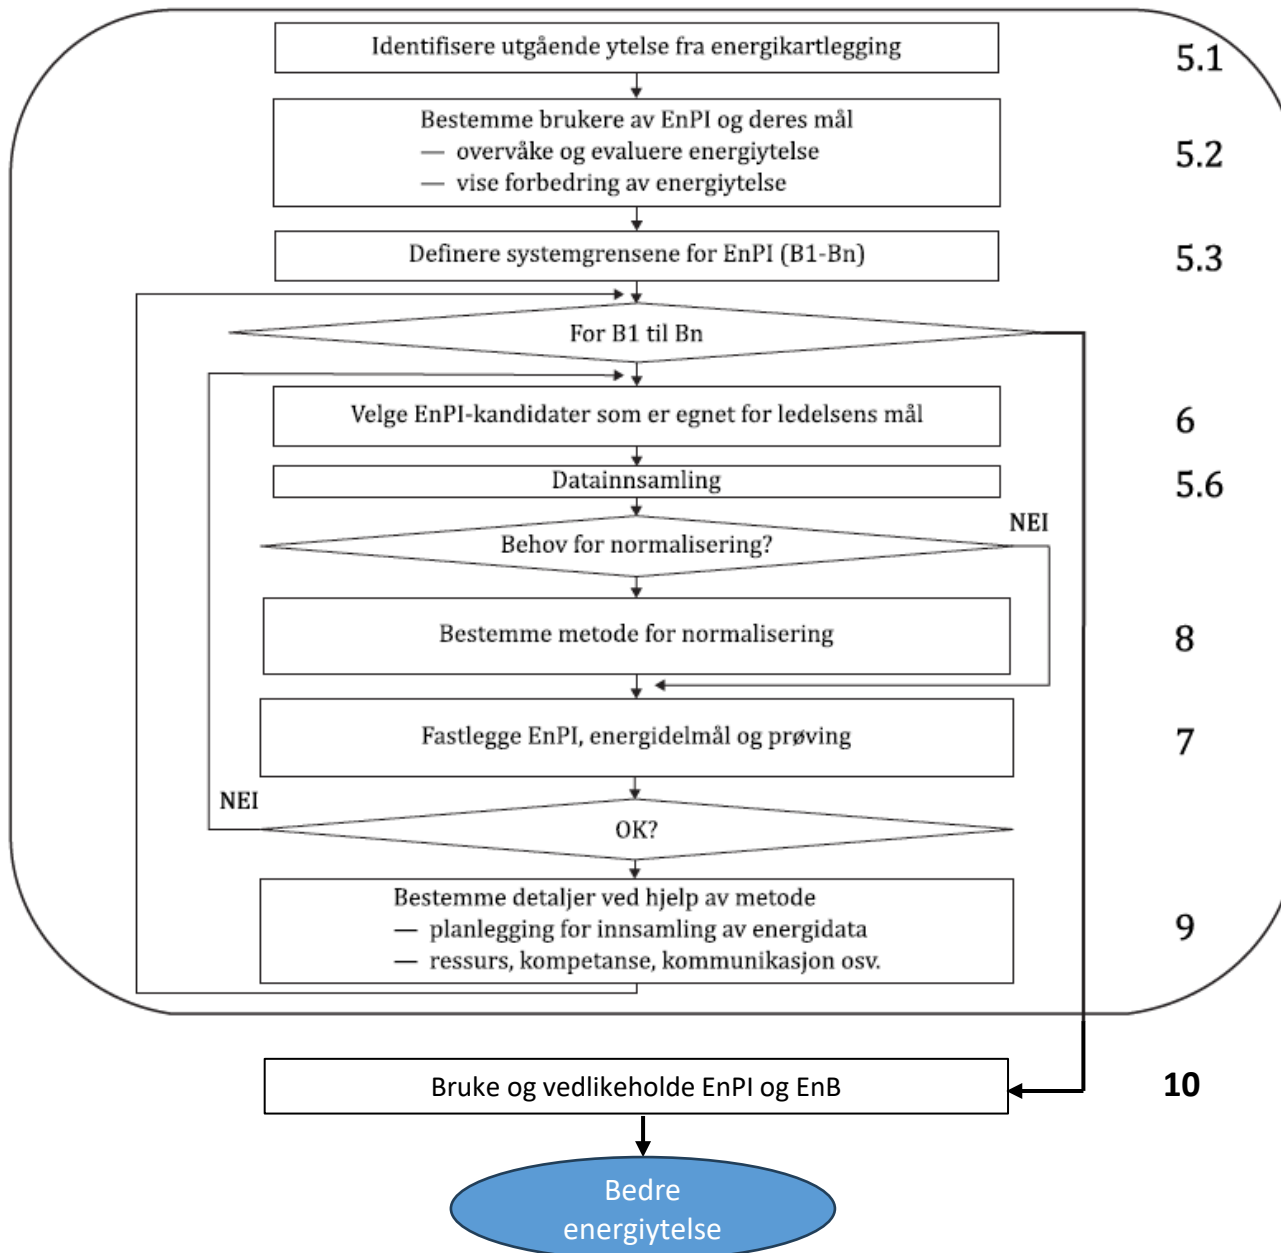 Identifisere utgående ytelse fra energikartlegging
5.1
Bestemme brukere av EnPI og deres mål
— overvåke og evaluere energiytelse
— vise forbedring av energiytelse
5.2
Definere systemgrensene for EnPI (B1-Bn)
5.3
For B1 til Bn
Velge EnPI-kandidater som er egnet for ledelsens mål
6
Datainnsamling
5.6
NEI
Behov for normalisering?
Bestemme metode for normalisering
8
Fastlegge EnPI, energidelmål og prøving
7
NEI
OK?
Bestemme detaljer ved hjelp av metode
— planlegging for innsamling av energidata
— ressurs, kompetanse, kommunikasjon osv.
9
Bruke og vedlikeholde EnPI og EnB
10
Bedre
energiytelse